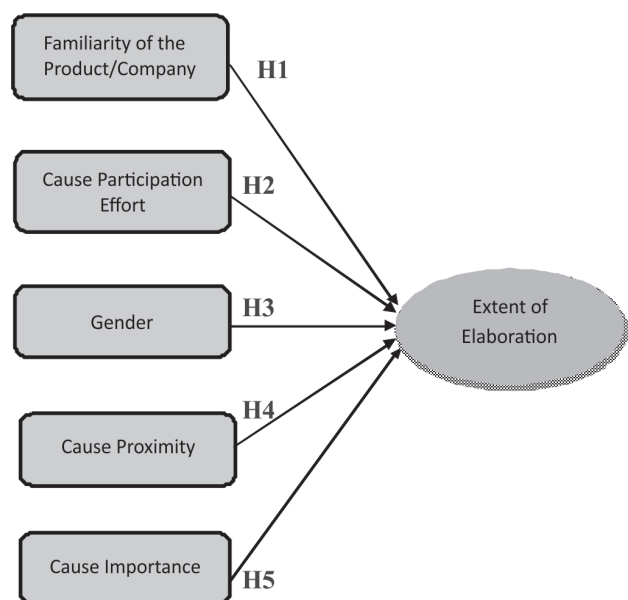 Familiarity of the
Product/Company
H1
Cause Participation
Effort
H2
Gender
H3
Extent of
Elaboration
Cause Proximity
H4
Cause Importance
H5